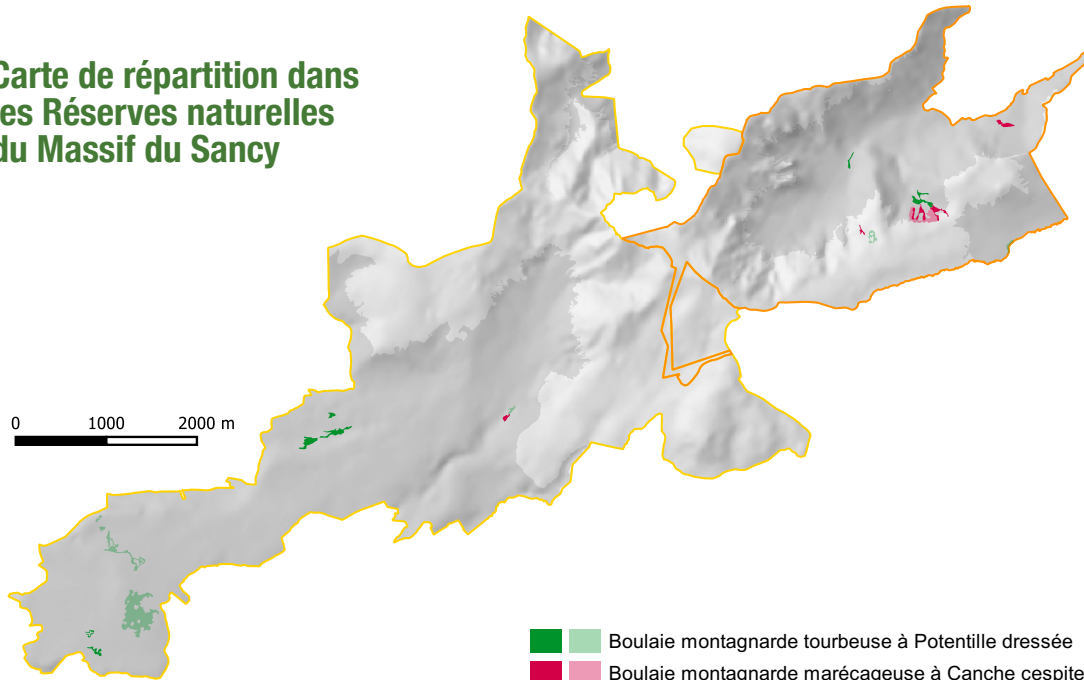 Carte de répartition dans
les Réserves naturelles
du Massif du Sancy
0 1000 2000 m
Boulaie montagnarde tourbeuse à Potentille dressée
Boulaie montagnarde marécageuse à Canche cespite